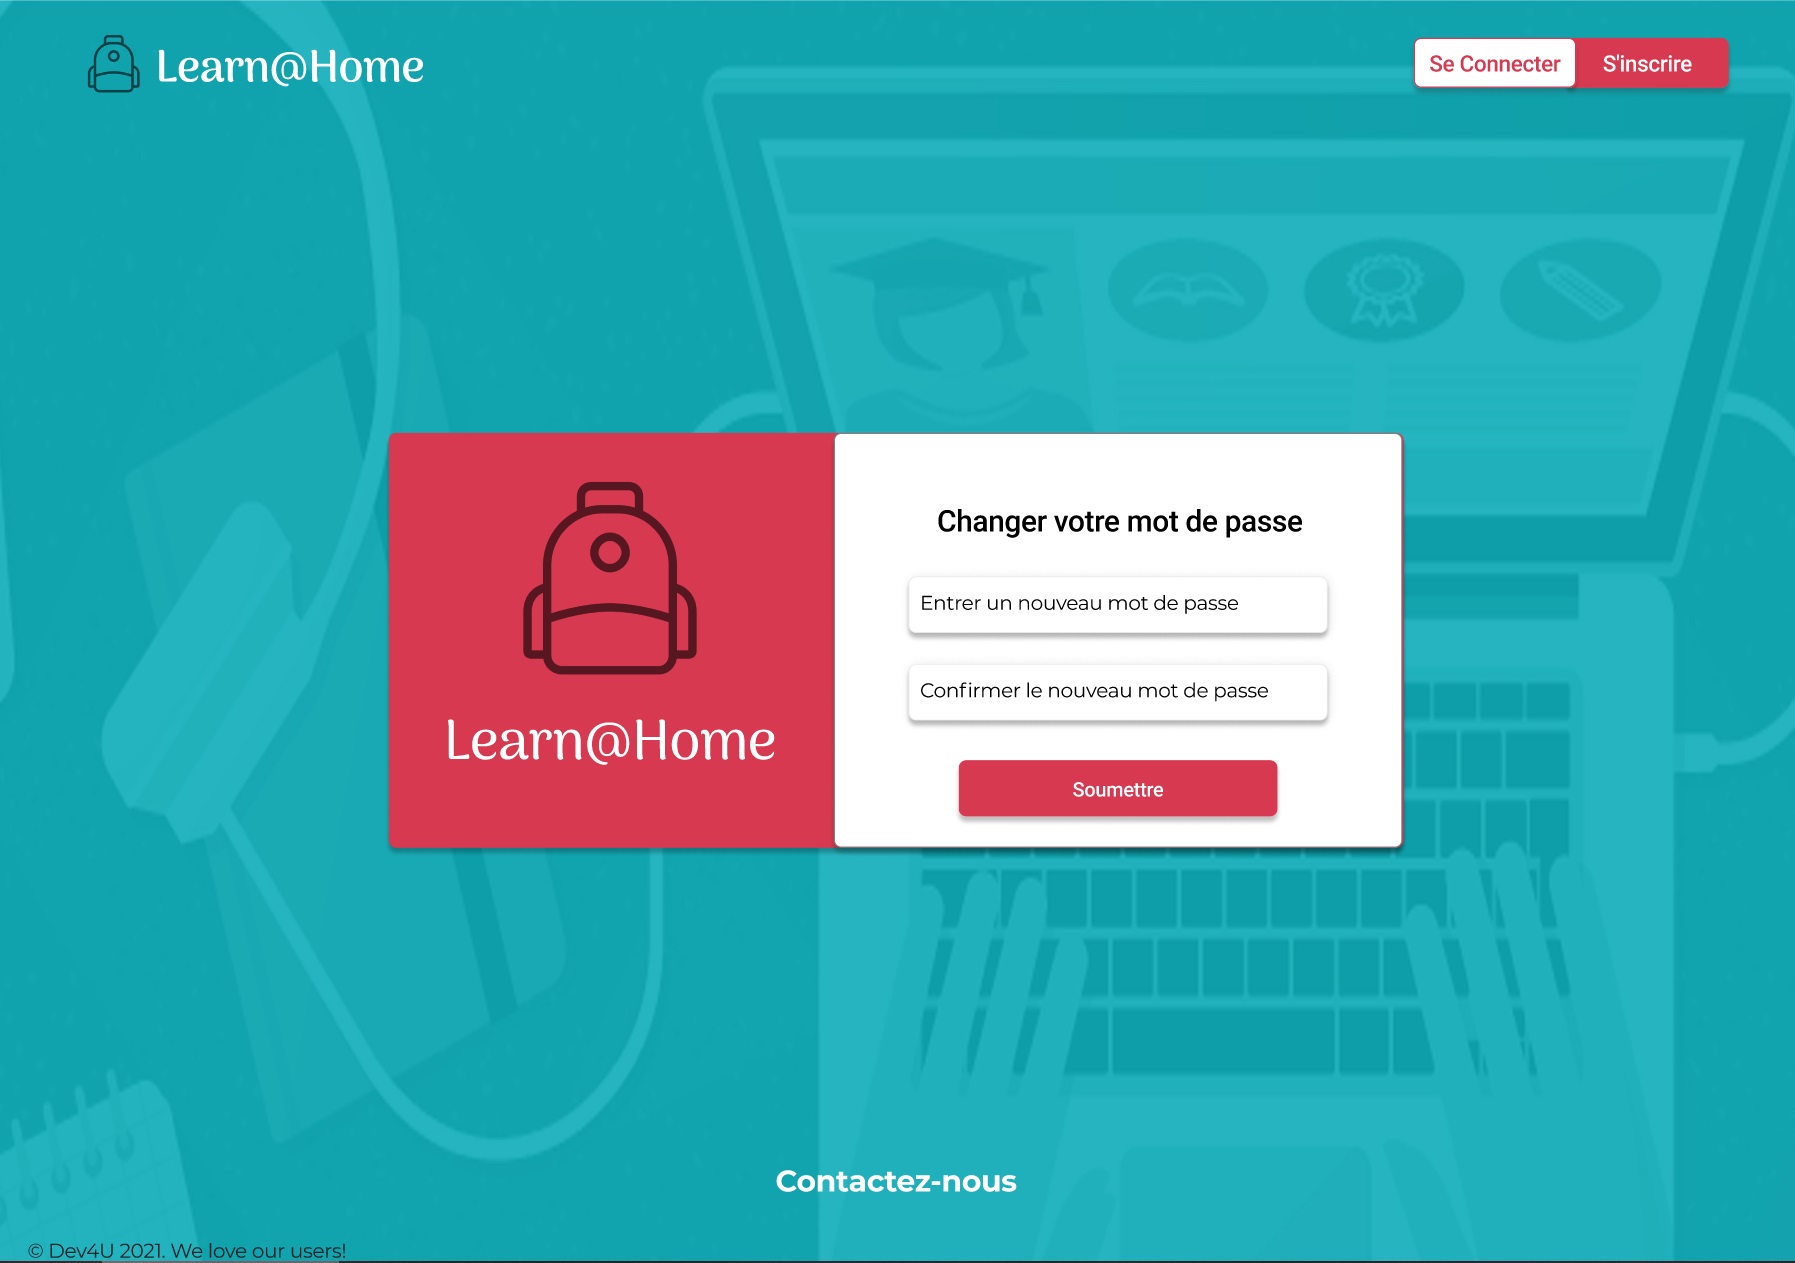 Learn@Home
Se Connecter
S'inscrire
Changer votre mot de passe
Entrer un nouveau mot de passe
Confirmer le nouveau mot de passe
Learn@Home
Soumettre
Contactez-nous
© Dev4U 2021. We love our users!